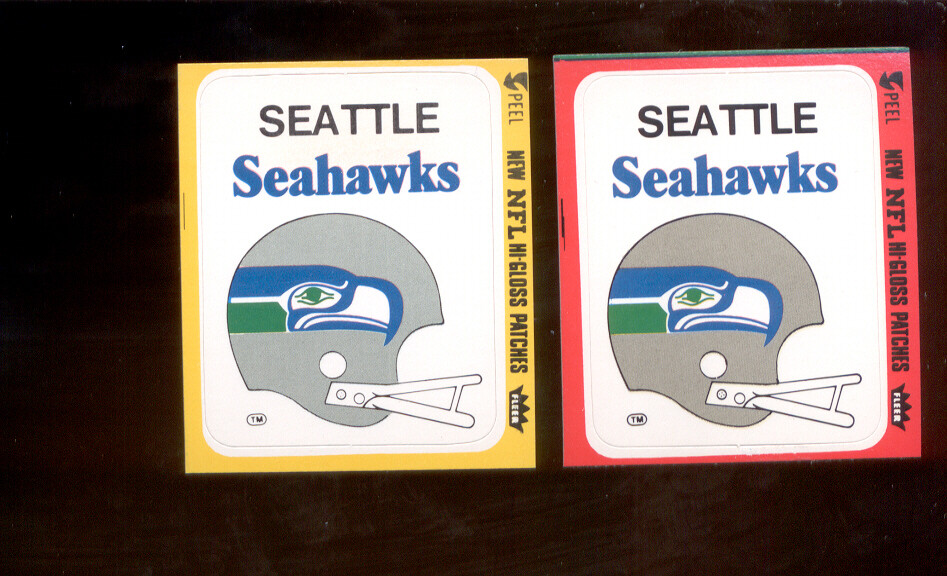 SEATTLE
Seahawks
TM
PEEL NEW NFL HI-GLOSS PATCHES FLEER
SEATTLE
Seahawks
TM
PEEL NEW NFL HI-GLOSS PATCHES FLEER